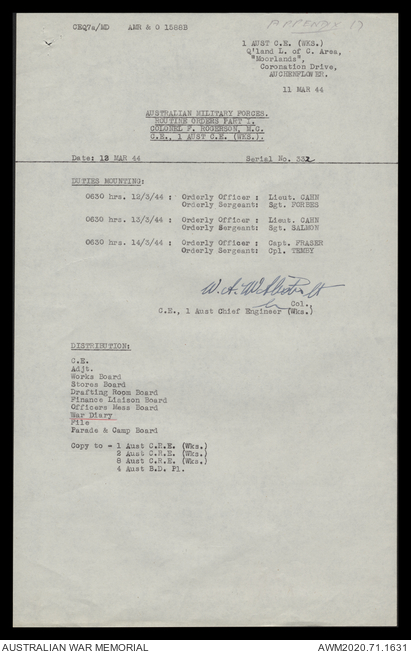 CEQ7a/MD AMR & O 1588B
APPENDIX 17
1 AUST C.E. (WKS.)
Q'land L. of C. Area,
"Moorlands",
Coronation Drive,
AUCHENFLOWER.
11 MAR 44
AUSTRALIAN MILITARY FORCES.
ROUTINE ORDERS PART I.
COLONEL F. ROGERSON, M.C.
C.E., 1 AUST C.E. (WKS.).
Date: 12 MAR 44 Serial No. 332
DUTIES MOUNTING:
0630 hrs. 12/3/44 : Orderly Officer : Lieut. CAHN
Orderly Sergeant: Sgt. FORBES
0630 hrs. 13/3/44 : Orderly Officer : Lieut. CAHN
Orderly Sergeant: Sgt. SALMON
0630 hrs. 14/3/44 : Orderly Officer : Capt. FRASER
Orderly Sergeant: Cpl. TENBY
Col.,
C.E., 1 Aust Chief Engineer (Wks.)
DISTRIBUTION:
C.E.
Adjt.
Works Board
Stores Board
Drafting Room Board
Finance Liaison Board
Officers Mess Board
War Diary
File
Parade & Camp Board
Copy to - 1 Aust C.R.E. (Wks.)
2 Aust C.R.E. (Wks.)
8 Aust C.R.E. (Wks.)
4 Aust B.D. Pl.
AUSTRALIAN WAR MEMORIAL AWM2020.71.1631